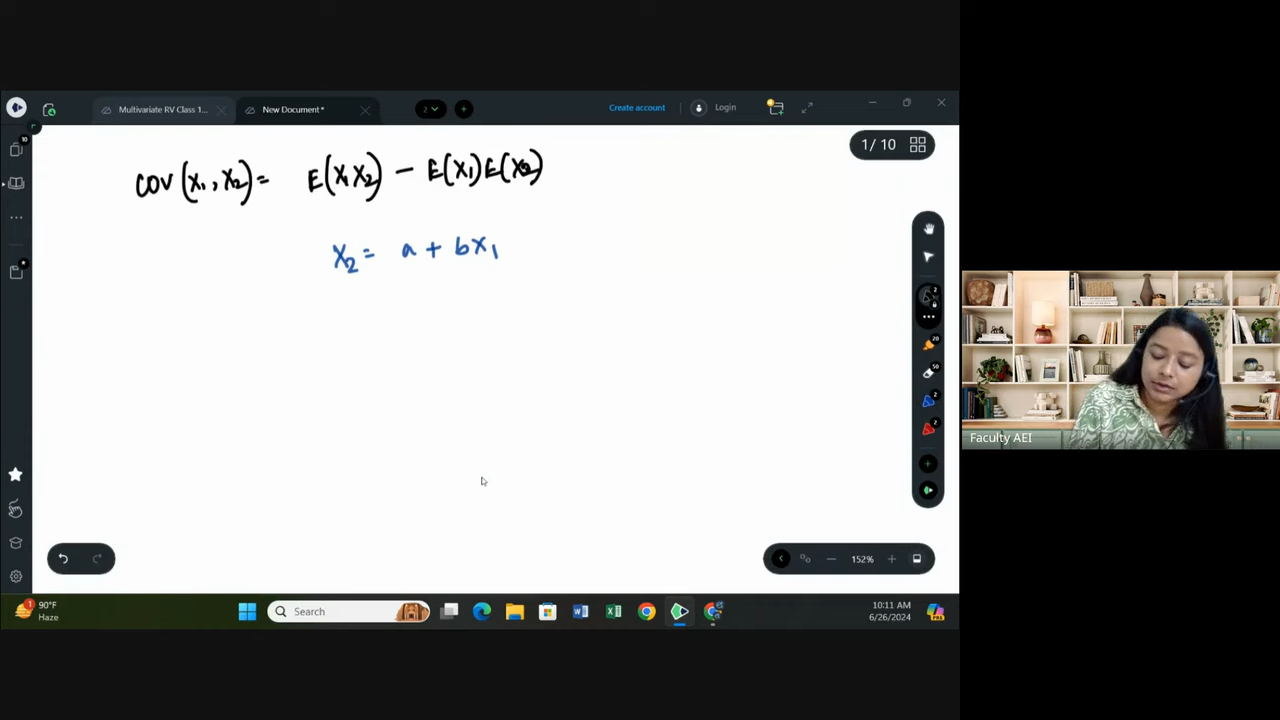 Multivariate RV Class 1...
New Document*
2
Create account
Login
1/10
COV (X1, X2) = E(X1X2) - E(X1)E(X2)
X2 = a + bX1
Faculty AEI
152%
90°F
Haze
Search
10:11 AM
6/26/2024